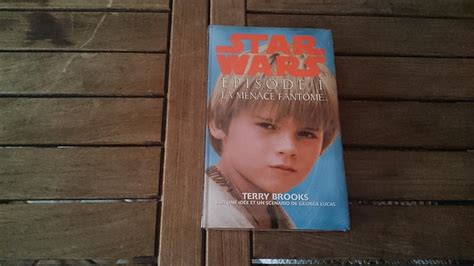 STAR
WARS
EPISODE I
LA MENACE FANTÔME
TERRY BROOKS
UNE IDÉE ET UN SCÉNARIO DE GEORGE LUCAS